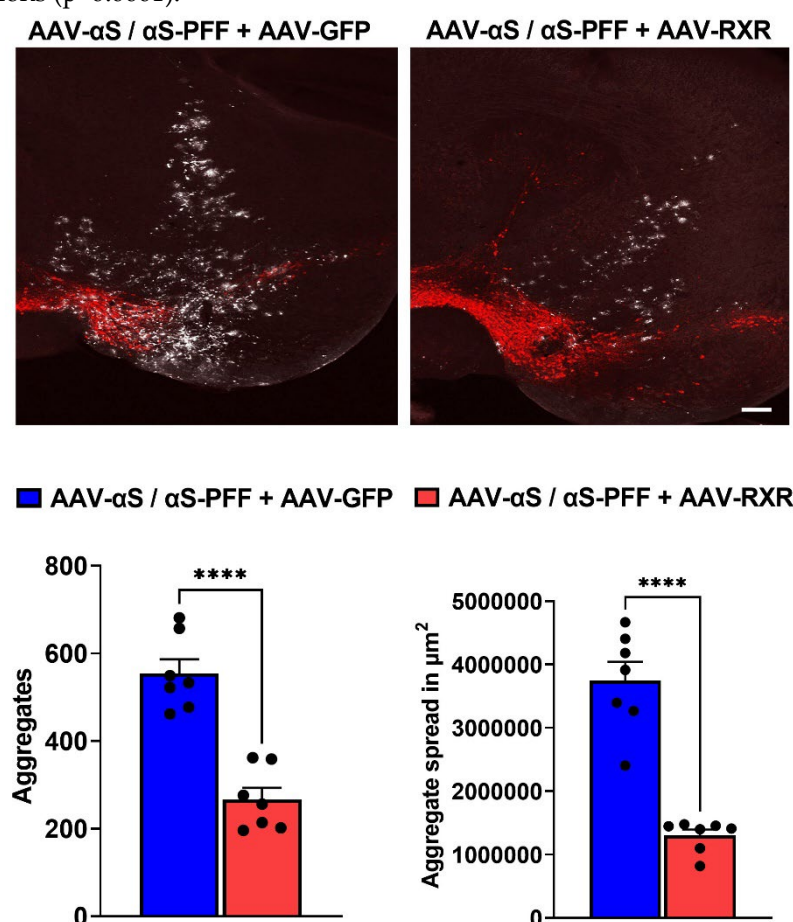 AAV-αS / αS-PFF + AAV-GFP
AAV-αS / αS-PFF + AAV-RXR
AAV-αS / αS-PFF + AAV-GFP
AAV-αS / αS-PFF + AAV-RXR
Aggregates
800
600
400
200
0
****
Aggregate spread in µm²
5000000
4000000
3000000
2000000
1000000
0
****